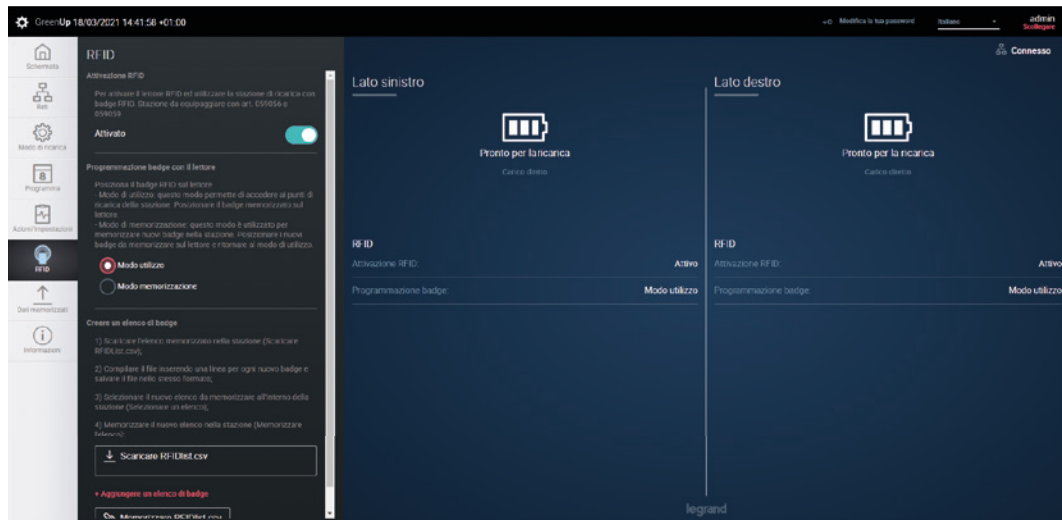 GreenUp 18/03/2021 14:41:58 +01:00
Modifica la tua password
Italiano
admin
Scollegare
Schermata
Reti
Modo di ricarica
Programma
Azioni/Impostazioni
RFID
Dati memorizzati
Informazioni
RFID
Attivazione RFID
Per attivare il lettore RFID ed utilizzare la stazione di ricarica con
badge RFID. Stazione da equipaggiare con art. 059056 e
059059
Attivato
Programmazione badge con il lettore
Posiziona il badge RFID sul lettore
- Modo di utilizzo: questo modo permette di accedere ai punti di
ricarica della stazione. Posizionare il badge memorizzato sul
lettore
- Modo di memorizzazione: questo modo è utilizzato per
memorizzare nuovi badge nella stazione. Posizionare i nuovi
badge da memorizzare sul lettore e ritornare al modo di utilizzo.
Modo utilizzo
Modo memorizzazione
Creare un elenco di badge
1) Scaricare l'elenco memorizzato nella stazione (Scaricare
RFIDList.csv);
2) Compilare il file inserendo una linea per ogni nuovo badge e
salvare il file nello stesso formato;
3) Selezionare il nuovo elenco da memorizzare all'interno della
stazione (Selezionare un elenco);
4) Memorizzare il nuovo elenco nella stazione (Memorizzare
l'elenco);
Scaricare RFIDlist.csv
+ Aggiungere un elenco di badge
Memorizzare RFIDlist.csv
Connesso
Lato sinistro
Pronto per la ricarica
Carico diretto
RFID
Attivazione RFID:
Attivo
Programmazione badge:
Modo utilizzo
Lato destro
Pronto per la ricarica
Carico diretto
RFID
Attivazione RFID:
Attivo
Programmazione badge:
Modo utilizzo
legrand